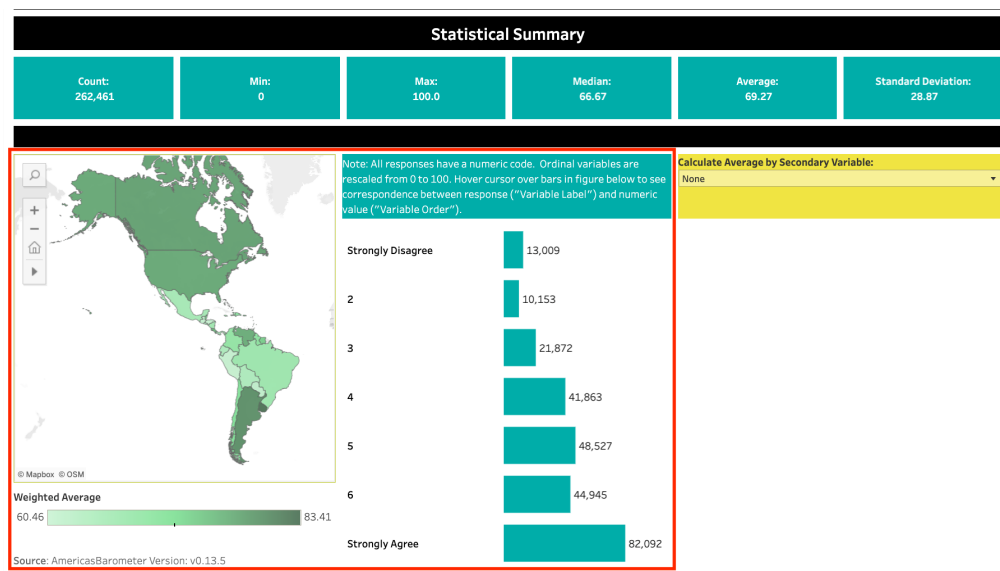 Statistical Summary
Count:
262,461
Min:
0
Max:
100.0
Median:
66.67
Average:
69.27
Standard Deviation:
28.87
© Mapbox © OSM
Weighted Average
60.46 83.41
Source: AmericasBarometer Version: v0.13.5
Note: All responses have a numeric code. Ordinal variables are
rescaled from 0 to 100. Hover cursor over bars in figure below to see
correspondence between response ("Variable Label") and numeric
value ("Variable Order").
Strongly Disagree 13,009
2 10,153
3 21,872
4 41,863
5 48,527
6 44,945
Strongly Agree 82,092
Calculate Average by Secondary Variable:
None